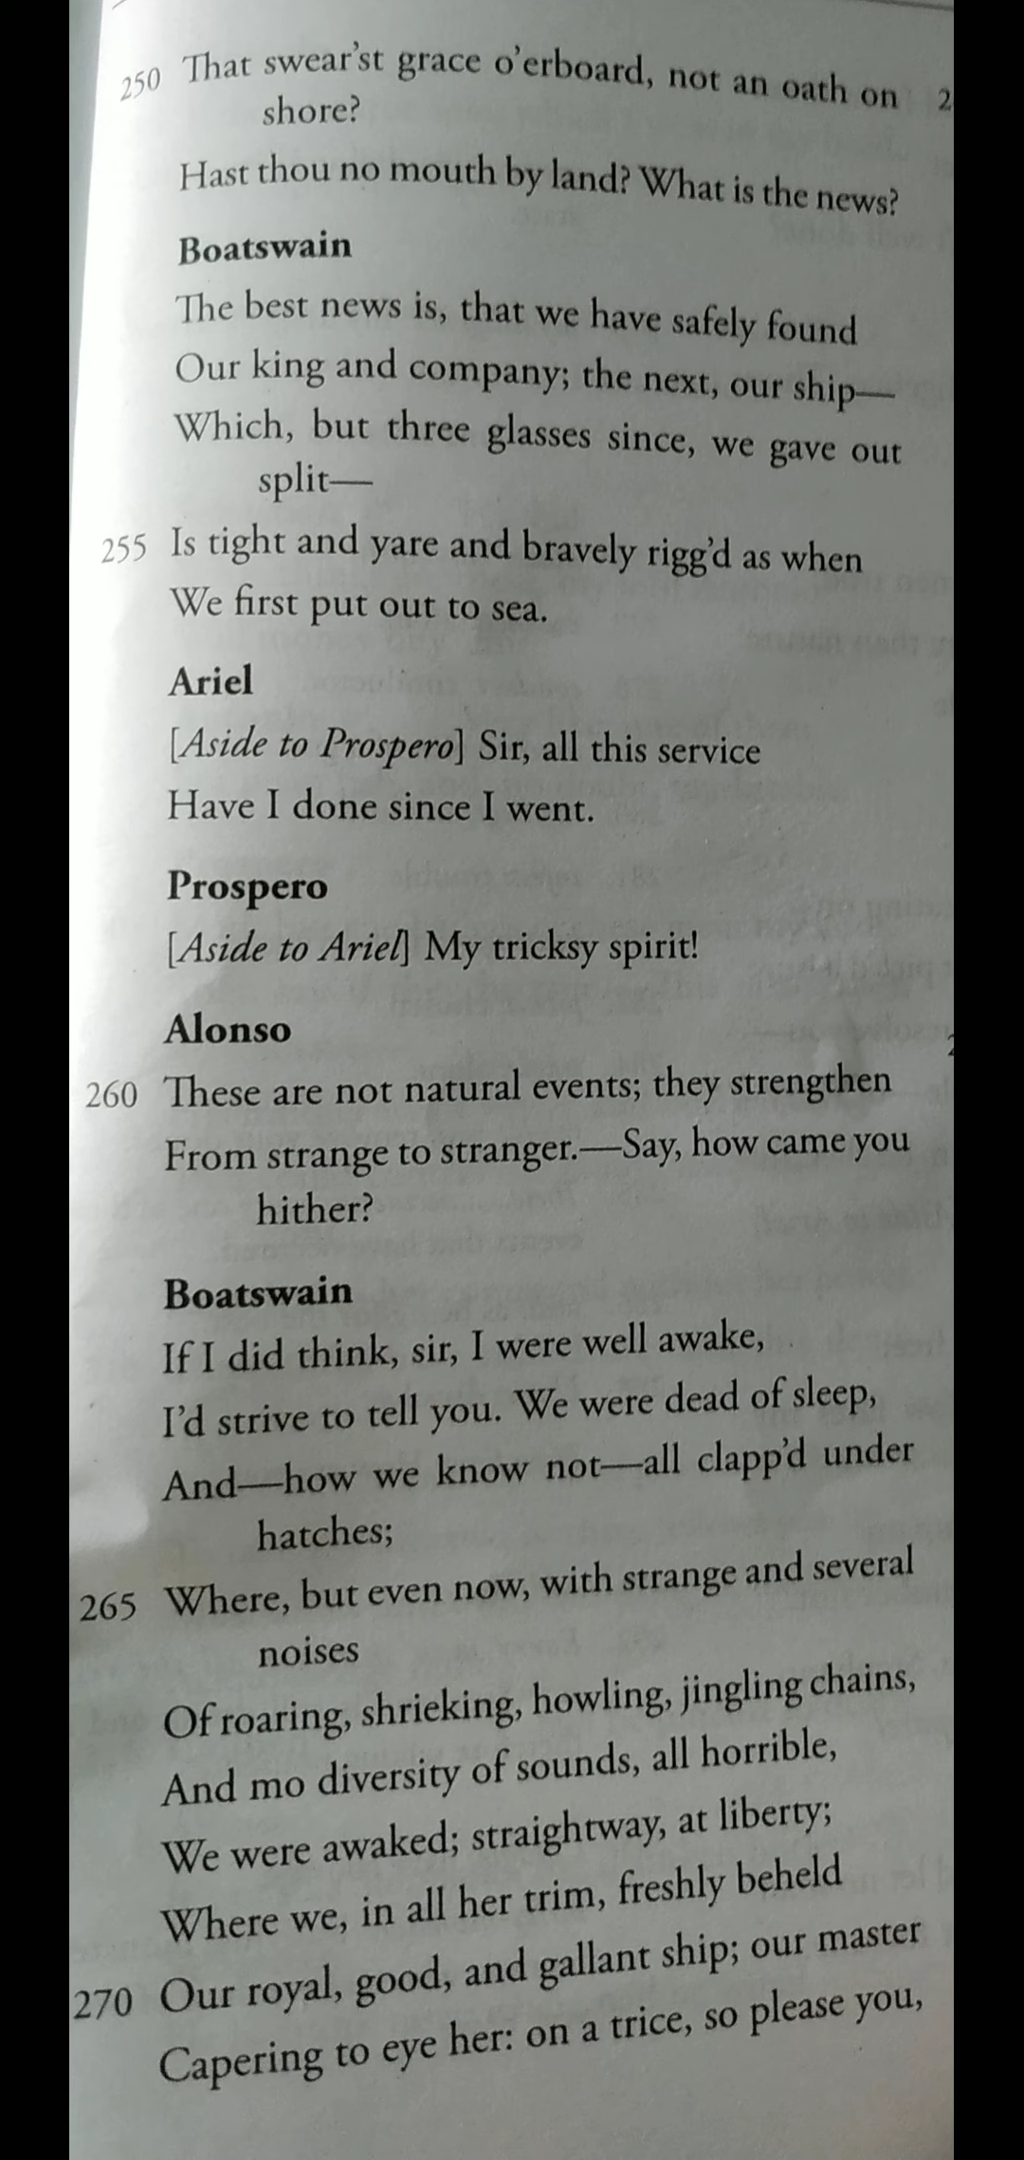 250 That swear'st grace o'erboard, not an oath on
shore?
Hast thou no mouth by land? What is the news?
Boatswain
The best news is, that we have safely found
Our king and company; the next, our ship—
Which, but three glasses since, we gave out
split—
255 Is tight and yare and bravely rigg'd as when
We first put out to sea.
Ariel
[Aside to Prospero] Sir, all this service
Have I done since I went.
Prospero
[Aside to Ariel] My tricksy spirit!
Alonso
260 These are not natural events; they strengthen
From strange to stranger.—Say, how came you
hither?
Boatswain
If I did think, sir, I were well awake,
I'd strive to tell you. We were dead of sleep,
And—how we know not—all clapp'd under
hatches;
265 Where, but even now, with strange and several
noises
Of roaring, shrieking, howling, jingling chains,
And mo diversity of sounds, all horrible,
We were awaked; straightway, at liberty;
Where we, in all her trim, freshly beheld
270 Our royal, good, and gallant ship; our master
Capering to eye her: on a trice, so please you,